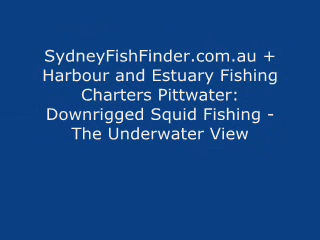 SydneyFishFinder.com.au +
Harbour and Estuary Fishing
Charters Pittwater:
Downrigged Squid Fishing -
The Underwater View